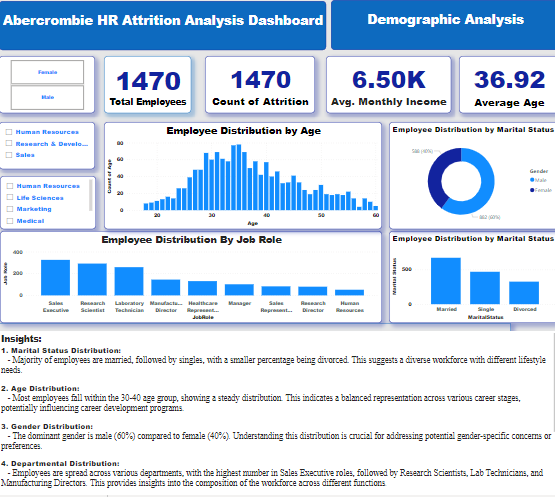 Abercrombie HR Attrition Analysis Dashboard
Demographic Analysis
Female
Male
1470
Total Employees
1470
Count of Attrition
6.50K
Avg. Monthly Income
36.92
Average Age
Human Resources
Research & Develo...
Sales
Human Resources
Life Sciences
Marketing
Medical
Employee Distribution by Age
Count of Age
80
60
40
20
0
20
30
40
50
60
Age
Employee Distribution by Marital Status
588 (40%)
882 (60%)
Gender
Male
Female
Employee Distribution By Job Role
Job Role
400
200
0
Sales Executive
Research Scientist
Laboratory Technician
Manufactu... Director
Healthcare Represent...
Manager
Sales Represent...
Research Director
Human Resources
JobRole
Employee Distribution by Marital Status
Marital Status
500
0
Married
Single
Divorced
MaritalStatus
Insights:
1. Marital Status Distribution:
- Majority of employees are married, followed by singles, with a smaller percentage being divorced. This suggests a diverse workforce with different lifestyle
needs.
2. Age Distribution:
- Most employees fall within the 30-40 age group, showing a steady distribution. This indicates a balanced representation across various career stages,
potentially influencing career development programs.
3. Gender Distribution:
- The dominant gender is male (60%) compared to female (40%). Understanding this distribution is crucial for addressing potential gender-specific concerns or
preferences.
4. Departmental Distribution:
- Employees are spread across various departments, with the highest number in Sales Executive roles, followed by Research Scientists, Lab Technicians, and
Manufacturing Directors. This provides insights into the composition of the workforce across different functions